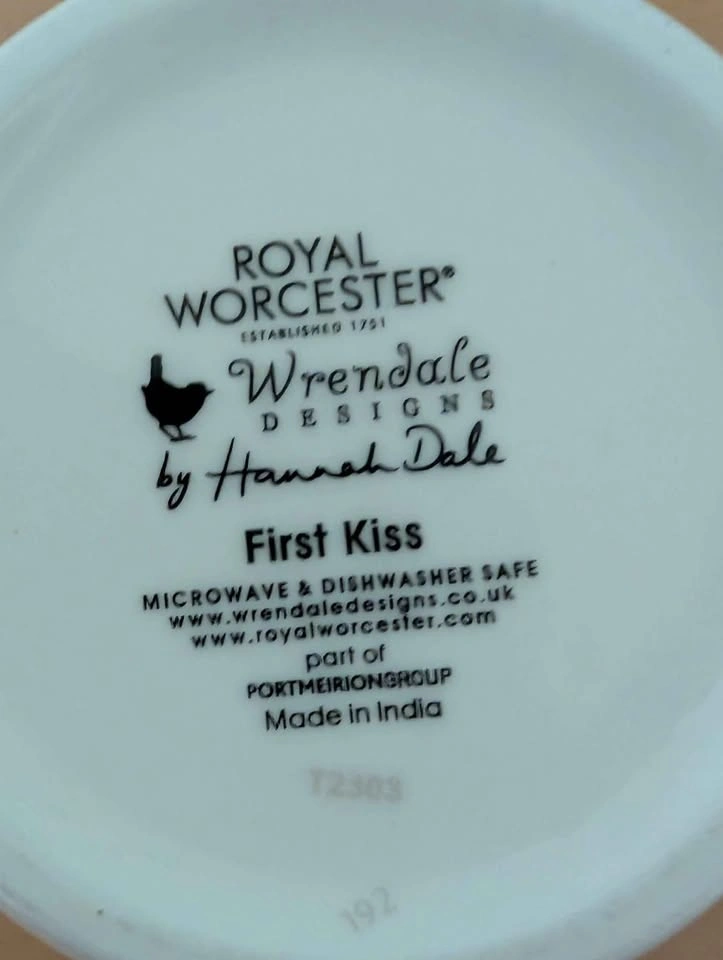 ROYAL
WORCESTER®
ESTABLISHED 1751
Wrendale
DESIGNS
by Hannah Dale
First Kiss
MICROWAVE & DISHWASHER SAFE
www.wrendaledesigns.co.uk
www.royalworcester.com
part of
PORTMEIRIONGROUP
Made in India
T2303
192